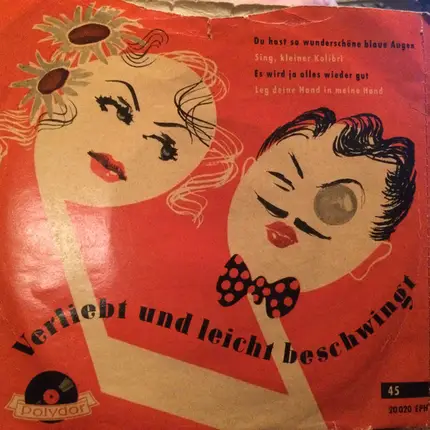 Du hast so wunderschöne blaue Augen
Sing, kleiner Kolibri
Es wird ja alles wieder gut
Leg deine Hand in meine Hand
Verliebt und leicht beschwingt
Polydor
45
20020 EPH